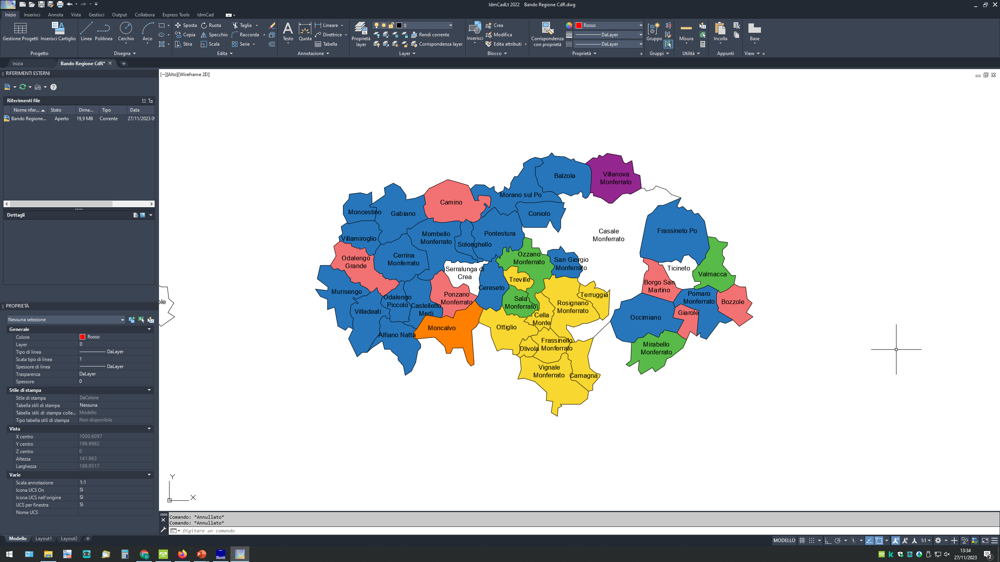 IdmCadLt 2022 Bando Regione CdR.dwg
Inizio Inserisci Annota Vista Gestisci Output Collabora Express Tools IdmCad
Gestione Progetti Inserisci Cartiglio
Progetto
Linea Polilinea Cerchio Arco
Disegna
Sposta Ruota Taglia
Copia Specchio Raccorda
Stira Scala Serie
Edita
Testo Quota
Lineare
Direttrice
Tabella
Annotazione
Proprietà
layer
0
Rendi corrente
Corrispondenza layer
Layer
Inserisci
Crea
Modifica
Edita attributi
Blocco
Corrispondenza
con proprietà
Rosso
DaLayer
DaLayer
Proprietà
Gruppo
Gruppi
Misura
Utilità
Incolla
Appunti
Base
View
Inizia Bando Regione CdR*
RIFERIMENTI ESTERNI
Riferimenti file
Nome rifer... Stato Dime... Tipo Data
Bando Regione... Aperto 19,9 MB Corrente 27/11/2023 09
Dettagli
PROPRIETÀ
Nessuna selezione
Generale
Colore Rosso
Layer 0
Tipo di linea DaLayer
Scala tipo di linea 1
Spessore di linea DaLayer
Trasparenza DaLayer
Spessore 0
Stile di stampa
Stile di stampa DaColore
Tabella stili di stampa Nessuna
Tabella stili di stampa colle... Modello
Tipo tabella stili di stampa Non disponibile
Vista
X centro 1000.6097
Y centro 198.9982
Z centro 0
Altezza 141.963
Larghezza 188.0517
Varie
Scala annotazione 1:1
Icona UCS On Sì
Icona UCS nell'origine Sì
UCS per finestra Sì
Nome UCS
[−][Alto][Wireframe 2D]
Balzola
Villanova
Monferrato
Morano sul Po
Camino
Moncestino
Gabiano
Coniolo
Casale
Monferrato
Frassineto Po
Villamiroglio
Mombello
Monferrato
Solonghello
Pontestura
Odalengo
Grande
Cerrina
Monferrato
Serralunga di
Crea
Ozzano
Monferrato
San Giorgio
Monferrato
Ticineto
Valmacca
Treville
Borgo San
Martino
Cereseto
Murisengo
Odalengo
Piccolo
Ponzano
Monferrato
Castelletto
Merli
Sala
Monferrato
Rosignano
Monferrato
Terruggia
Pomaro
Monferrato
Bozzole
Giarole
Occimiano
Villadeati
Cella
Monte
Moncalvo
Ottiglio
Alfiano Natta
Frassinello
Monferrato
Olivola
Mirabello
Monferrato
Vignale
Monferrato
Camagna
ole
Y
X
Comando: *Annullato*
Comando: *Annullato*
Digitare un comando
Modello Layout1 Layout2
MODELLO 1:1
13:34
27/11/2023
2